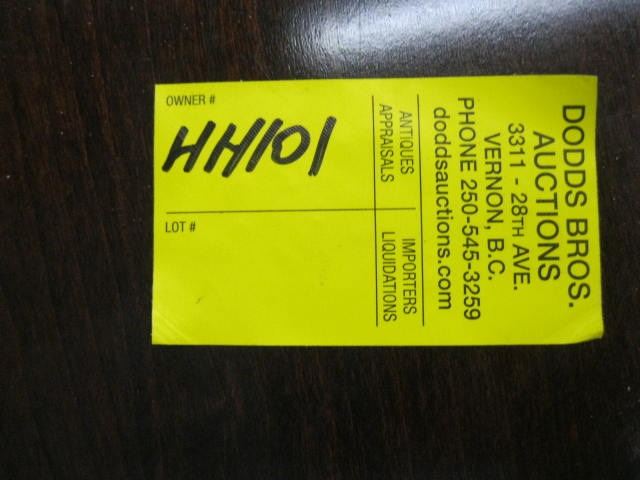 DODDS BROS.
AUCTIONS
3311 - 28TH AVE.
VERNON, B.C.
PHONE 250-545-3259
doddsauctions.com
ANTIQUES
APPRAISALS
IMPORTERS
LIQUIDATIONS
OWNER #
HH101
LOT #